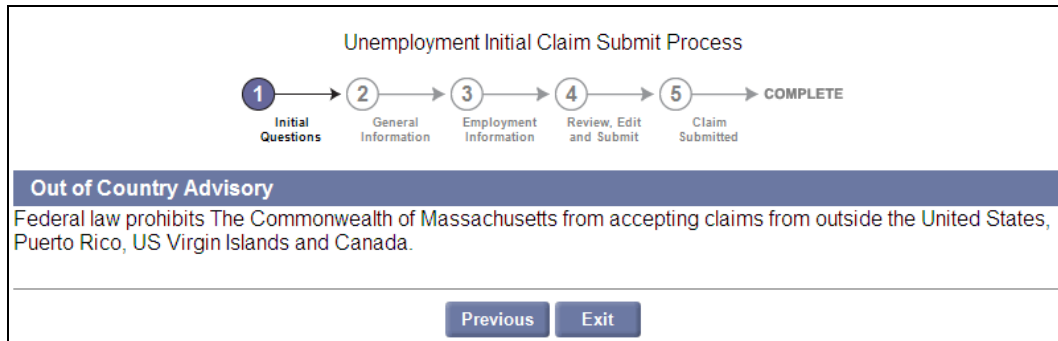 Unemployment Initial Claim Submit Process
1 2 3 4 5 COMPLETE
Initial Questions
General Information
Employment Information
Review, Edit and Submit
Claim Submitted
Out of Country Advisory
Federal law prohibits The Commonwealth of Massachusetts from accepting claims from outside the United States,
Puerto Rico, US Virgin Islands and Canada.
Previous Exit